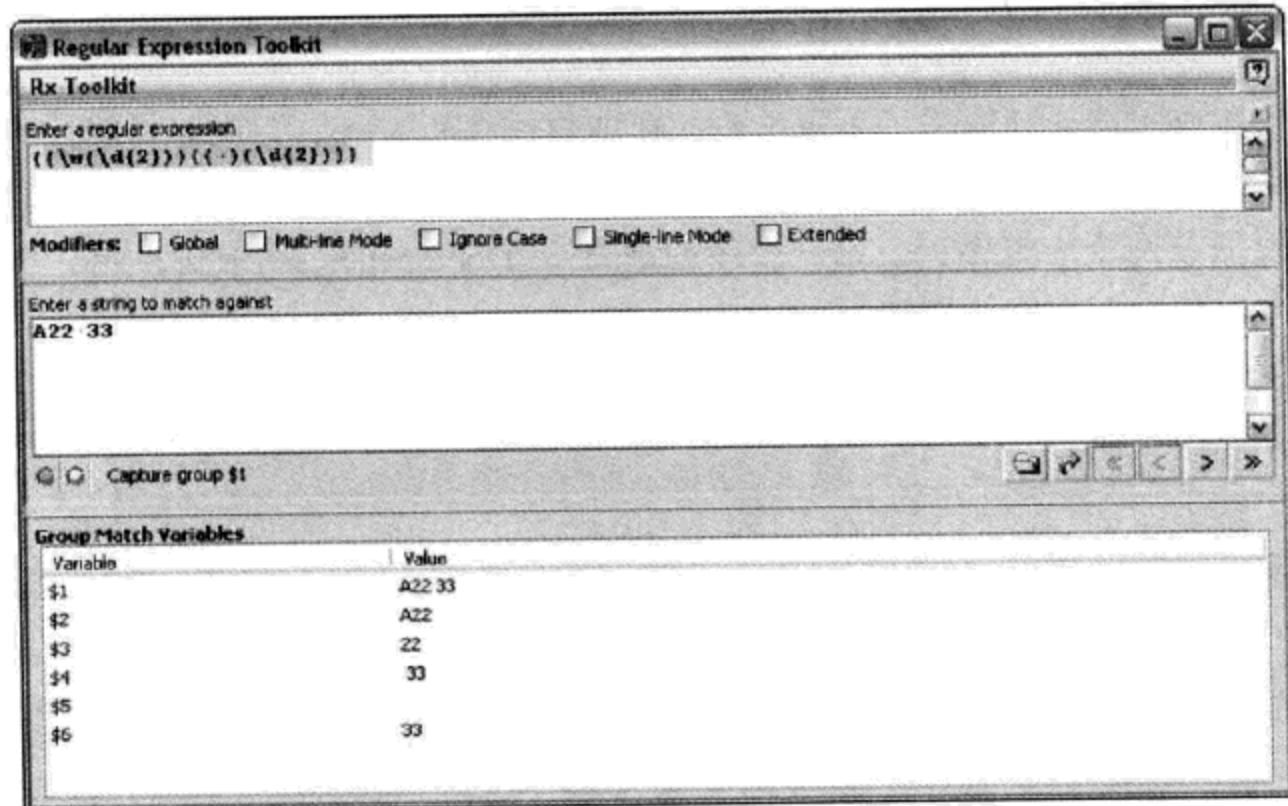 Regular Expression Toolkit
Rx Toolkit
Enter a regular expression
((\w(\d{2}))(( ·)(\d{2})))
Modifiers: Global Multi-line Mode Ignore Case Single-line Mode Extended
Enter a string to match against
A22 · 33
Capture group $1
Group Match Variables
Variable Value
$1 A22 33
$2 A22
$3 22
$4 33
$5
$6 33